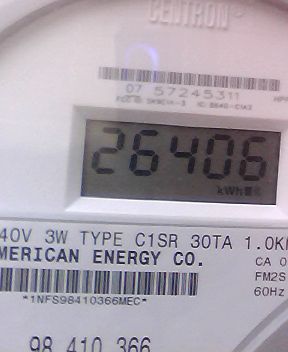 CENTRON
07 57245311
26406
kWh
40V 3W TYPE C1SR 30TA 1.0K
MERICAN ENERGY CO.
CA 0
FM2S
60Hz
*1NFS98410366MEC*
98 410 366